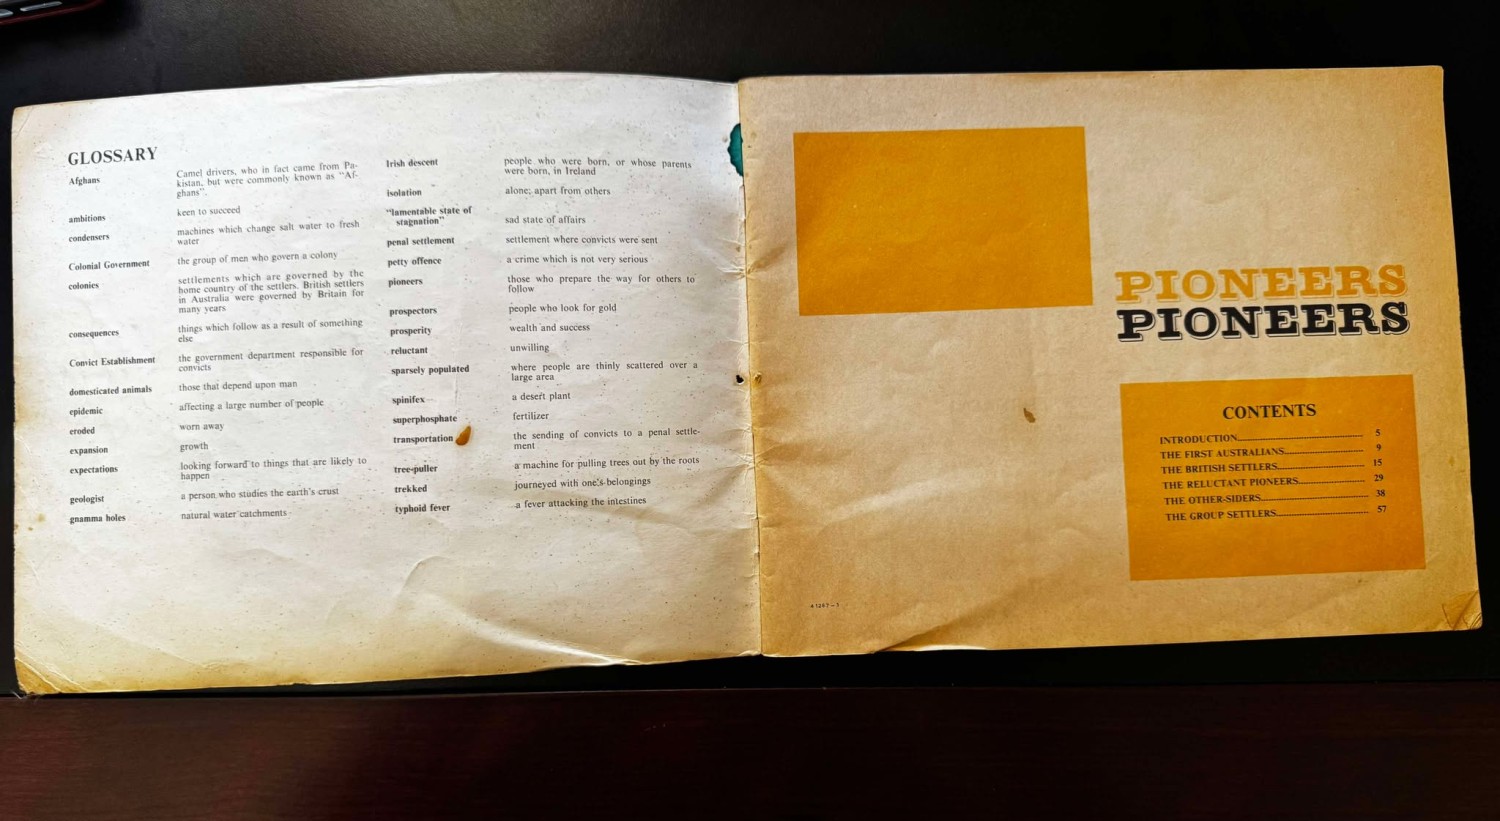 GLOSSARY
Afghans
Camel drivers, who in fact came from Pa-
kistan, but were commonly known as "Af-
ghans".
ambitions
keen to succeed
condensers
machines which change salt water to fresh
water
Colonial Government
the group of men who govern a colony
colonies
settlements which are governed by the
home country of the settlers. British settlers
in Australia were governed by Britain for
many years
consequences
things which follow as a result of something
else
Convict Establishment
the government department responsible for
convicts
domesticated animals
those that depend upon man
epidemic
affecting a large number of people
eroded
worn away
expansion
growth
expectations
looking forward to things that are likely to
happen
geologist
a person who studies the earth's crust
gnamma holes
natural water catchments
Irish descent
people who were born, or whose parents
were born, in Ireland
isolation
alone; apart from others
"lamentable state of
stagnation"
sad state of affairs
penal settlement
settlement where convicts were sent
petty offence
a crime which is not very serious
pioneers
those who prepare the way for others to
follow
prospectors
people who look for gold
prosperity
wealth and success
reluctant
unwilling
sparsely populated
where people are thinly scattered over a
large area
spinifex
a desert plant
superphosphate
fertilizer
transportation
the sending of convicts to a penal settle-
ment
tree-puller
a machine for pulling trees out by the roots
trekked
journeyed with one's belongings
typhoid fever
a fever attacking the intestines
PIONEERS
PIONEERS
CONTENTS
INTRODUCTION 5
THE FIRST AUSTRALIANS 9
THE BRITISH SETTLERS 15
THE RELUCTANT PIONEERS 29
THE OTHER-SIDERS 38
THE GROUP SETTLERS 57